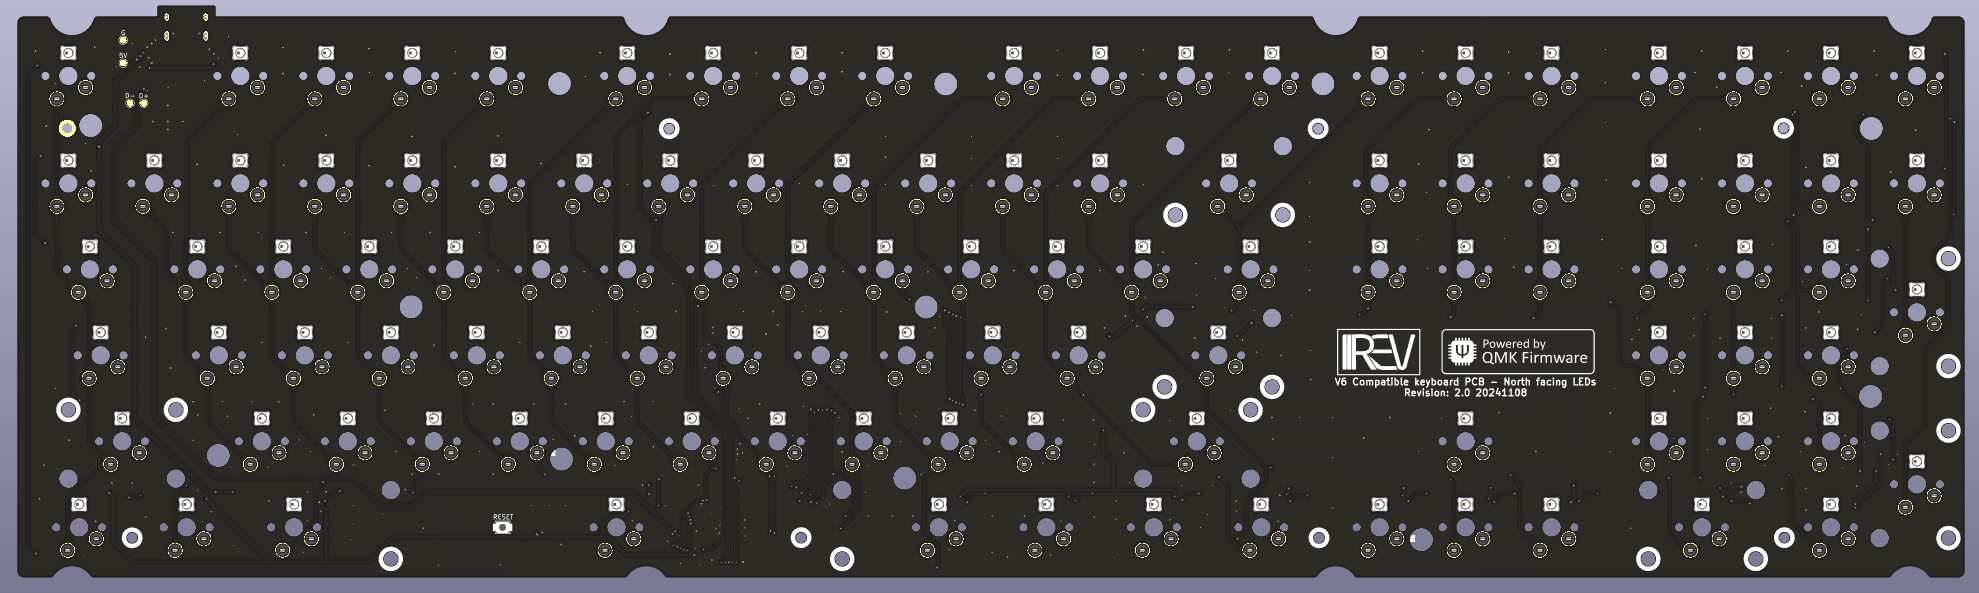 G
5V
D- D+
REV
Powered by
QMK Firmware
V6 Compatible keyboard PCB - North facing LEDs
Revision: 2.0 20241108
RESET